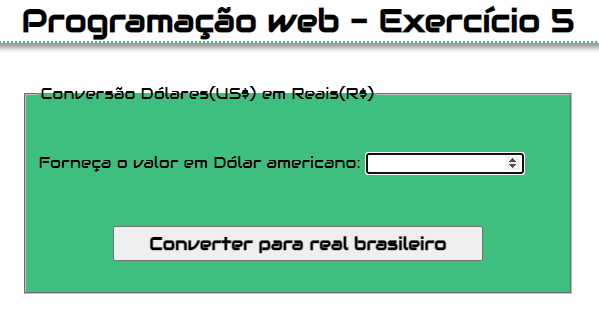 Programação web - Exercício 5
Conversão Dólares(US$) em Reais(R$)
Forneça o valor em Dólar americano:
Converter para real brasileiro